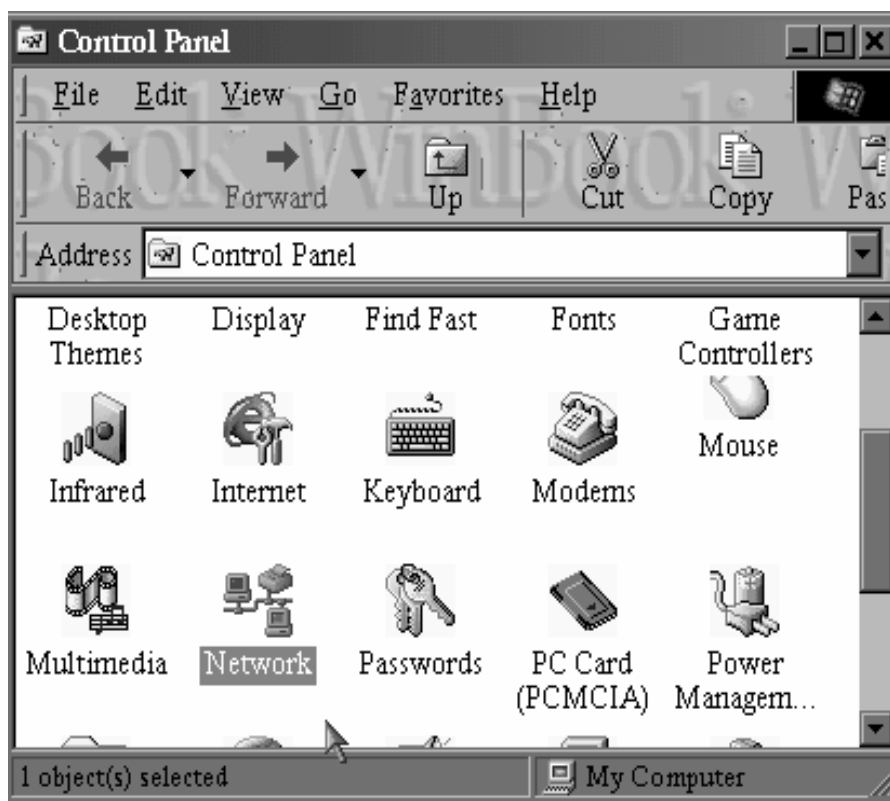 Control Panel
File Edit View Go Favorites Help
Back Forward Up Cut Copy Pas
Address Control Panel
Desktop Themes Display Find Fast Fonts Game Controllers
Infrared Internet Keyboard Modems Mouse
Multimedia Network Passwords PC Card (PCMCIA) Power Managem...
1 object(s) selected My Computer